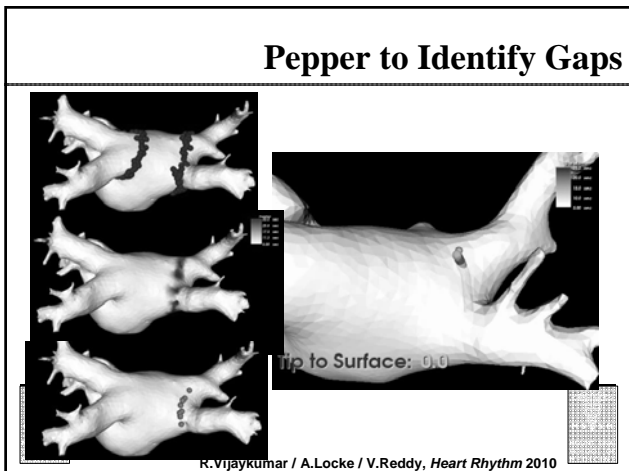 Pepper to Identify Gaps
Tip to Surface: 0.0
R.Vijaykumar / A.Locke / V.Reddy, Heart Rhythm 2010